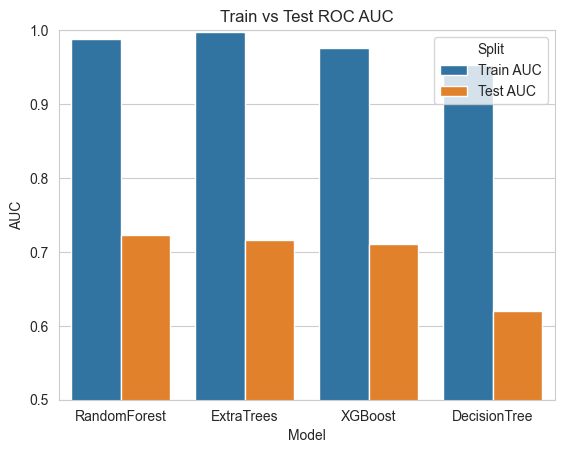 Train vs Test ROC AUC
1.0
0.9
0.8
0.7
0.6
0.5
AUC
Split
Train AUC
Test AUC
RandomForest ExtraTrees XGBoost DecisionTree
Model